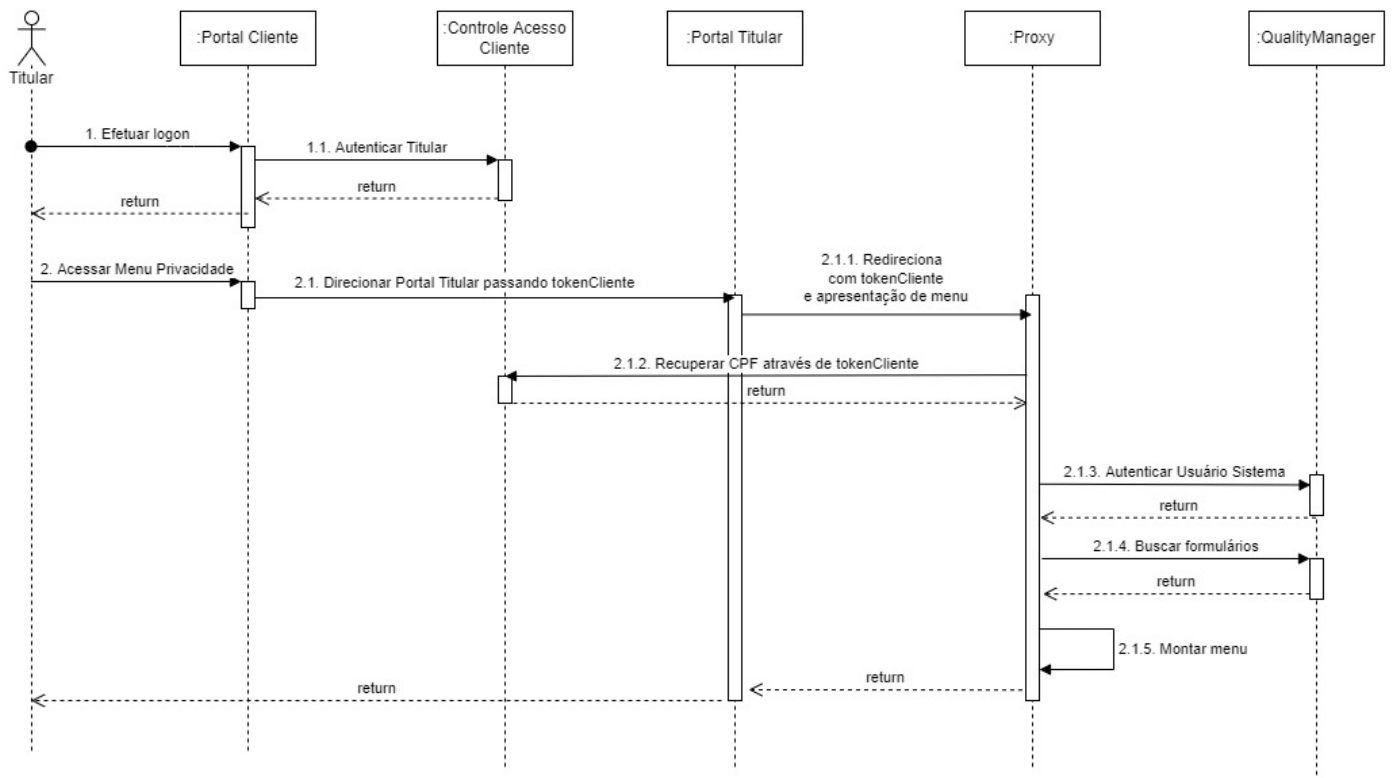 :Portal Cliente
:Controle Acesso
Cliente
:Portal Titular
:Proxy
:QualityManager
Titular
1. Efetuar logon
1.1. Autenticar Titular
return
return
2. Acessar Menu Privacidade
2.1. Direcionar Portal Titular passando tokenCliente
2.1.1. Redireciona
com tokenCliente
e apresentação de menu
2.1.2. Recuperar CPF através de tokenCliente
return
2.1.3. Autenticar Usuário Sistema
return
2.1.4. Buscar formulários
return
2.1.5. Montar menu
return
return